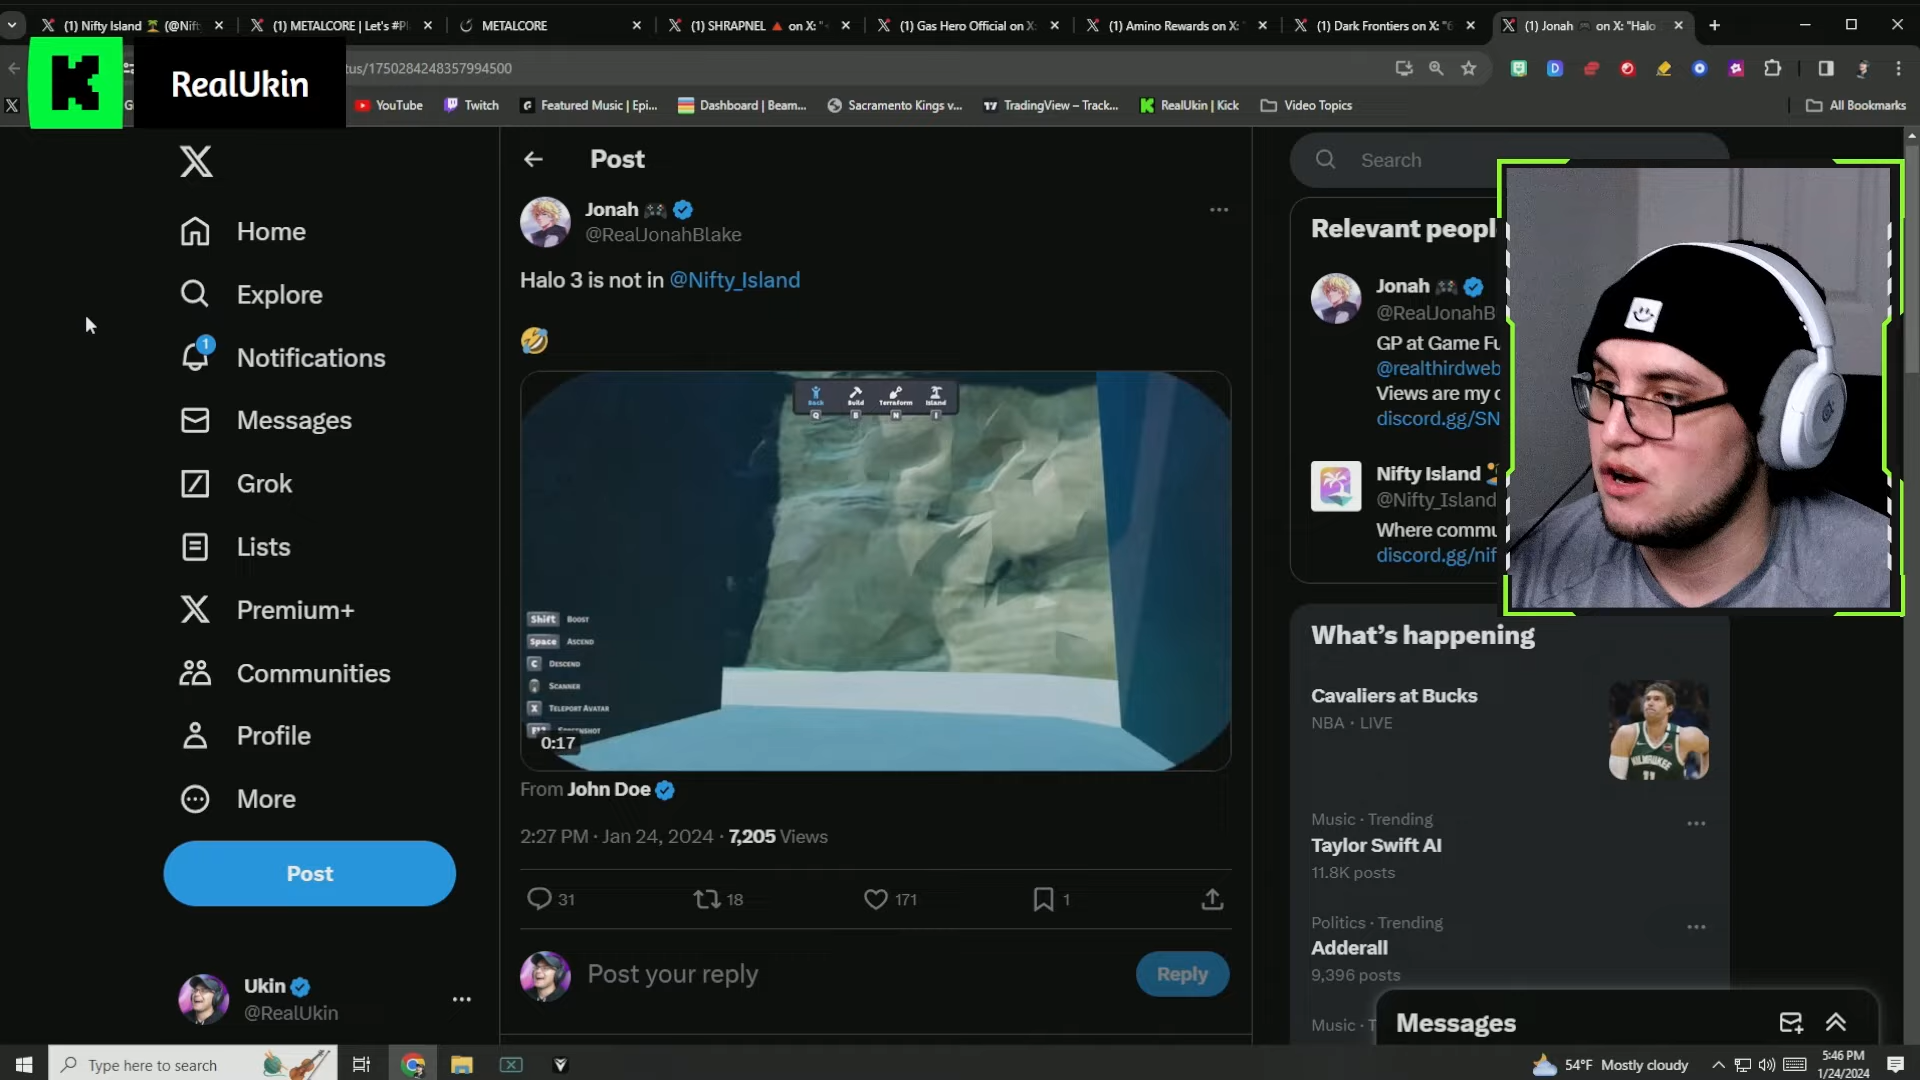 (1) Nifty Island 🏝 (@Nift
(1) METALCORE | Let's #Pl
METALCORE
(1) SHRAPNEL 🔺 on X: "
(1) Gas Hero Official on X:
(1) Amino Rewards on X:
(1) Dark Frontiers on X: "6
(1) Jonah 🎮 on X: "Halo
RealUkin
tus/1750284248357994500
YouTube
Twitch
Featured Music | Epi...
Dashboard | Beam...
Sacramento Kings v...
TradingView – Track...
RealUkin | Kick
Video Topics
All Bookmarks
Home
Explore
1
Notifications
Messages
Grok
Lists
Premium+
Communities
Profile
More
Post
Ukin
@RealUkin
Post
Jonah 🎮
@RealJonahBlake
Halo 3 is not in @Nifty_Island
🤣
Back
Build
Terraform
Island
Q
B
N
I
Shift BOOST
Space ASCEND
C DESCEND
SCANNER
X TELEPORT AVATAR
F12 SCREENSHOT
0:17
From John Doe
2:27 PM · Jan 24, 2024 · 7,205 Views
31
18
171
1
Post your reply
Reply
Search
Relevant peopl
Jonah 🎮
@RealJonahB
GP at Game Fu
@realthirdweb
Views are my o
discord.gg/SN
Nifty Island
@Nifty_Island
Where commu
discord.gg/nif
What's happening
Cavaliers at Bucks
NBA · LIVE
MILWAUKEE
11
Music · Trending
Taylor Swift AI
11.8K posts
Politics · Trending
Adderall
9,396 posts
Music · T
Messages
Type here to search
54°F Mostly cloudy
5:46 PM
1/24/2024